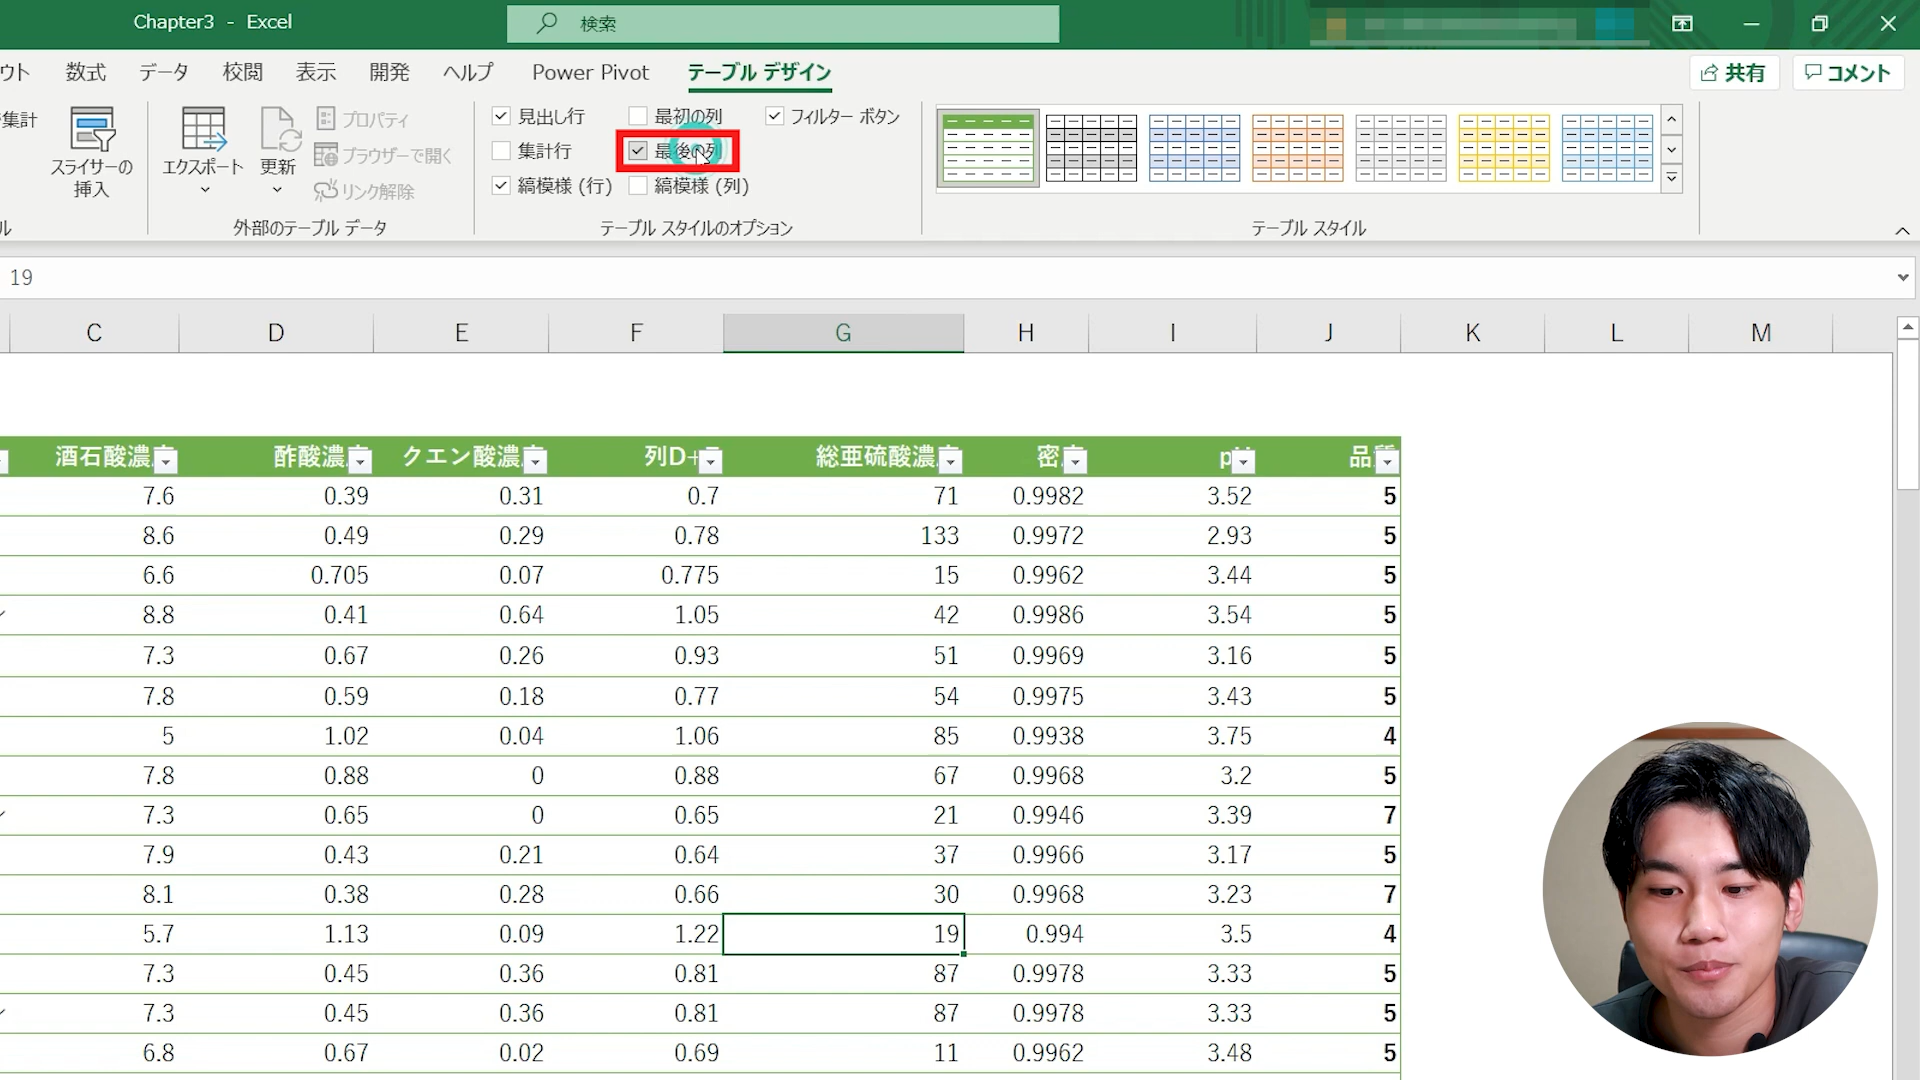 Chapter3 - Excel
検索
ウト 数式 データ 校閲 表示 開発 ヘルプ Power Pivot テーブル デザイン
共有 コメント
集計
スライサーの
挿入
エクスポート
更新
プロパティ
ブラウザーで開く
リンク解除
外部のテーブル データ
見出し行 最初の列 フィルター ボタン
集計行 最後の列
縞模様 (行) 縞模様 (列)
テーブル スタイルのオプション
テーブル スタイル
ル
19
C D E F G H I J K L M
酒石酸濃 酢酸濃 クエン酸濃 列D+ 総亜硫酸濃 密 p 品
7.6 0.39 0.31 0.7 71 0.9982 3.52 5
8.6 0.49 0.29 0.78 133 0.9972 2.93 5
6.6 0.705 0.07 0.775 15 0.9962 3.44 5
8.8 0.41 0.64 1.05 42 0.9986 3.54 5
7.3 0.67 0.26 0.93 51 0.9969 3.16 5
7.8 0.59 0.18 0.77 54 0.9975 3.43 5
5 1.02 0.04 1.06 85 0.9938 3.75 4
7.8 0.88 0 0.88 67 0.9968 3.2 5
7.3 0.65 0 0.65 21 0.9946 3.39 7
7.9 0.43 0.21 0.64 37 0.9966 3.17 5
8.1 0.38 0.28 0.66 30 0.9968 3.23 7
5.7 1.13 0.09 1.22 19 0.994 3.5 4
7.3 0.45 0.36 0.81 87 0.9978 3.33 5
7.3 0.45 0.36 0.81 87 0.9978 3.33 5
6.8 0.67 0.02 0.69 11 0.9962 3.48 5